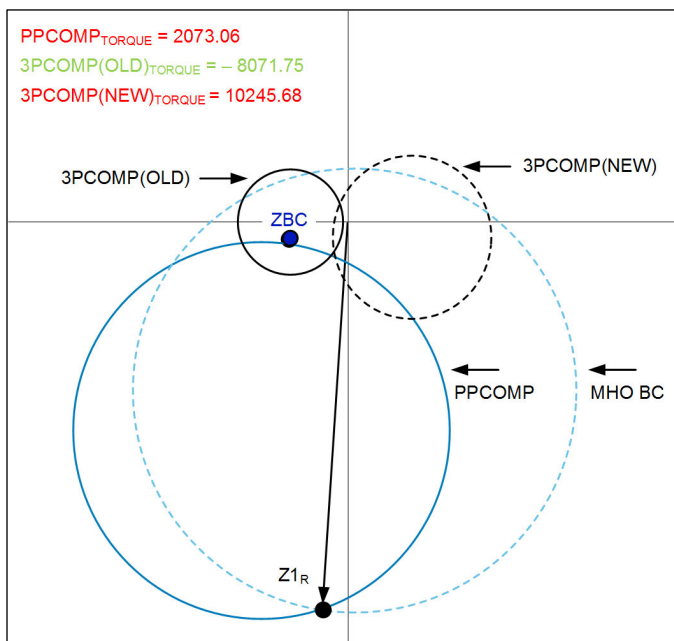 PPCOMPTORQUE = 2073.06
3PCOMP(OLD)TORQUE = – 8071.75
3PCOMP(NEW)TORQUE = 10245.68
3PCOMP(OLD)
3PCOMP(NEW)
ZBC
PPCOMP
MHO BC
Z1R